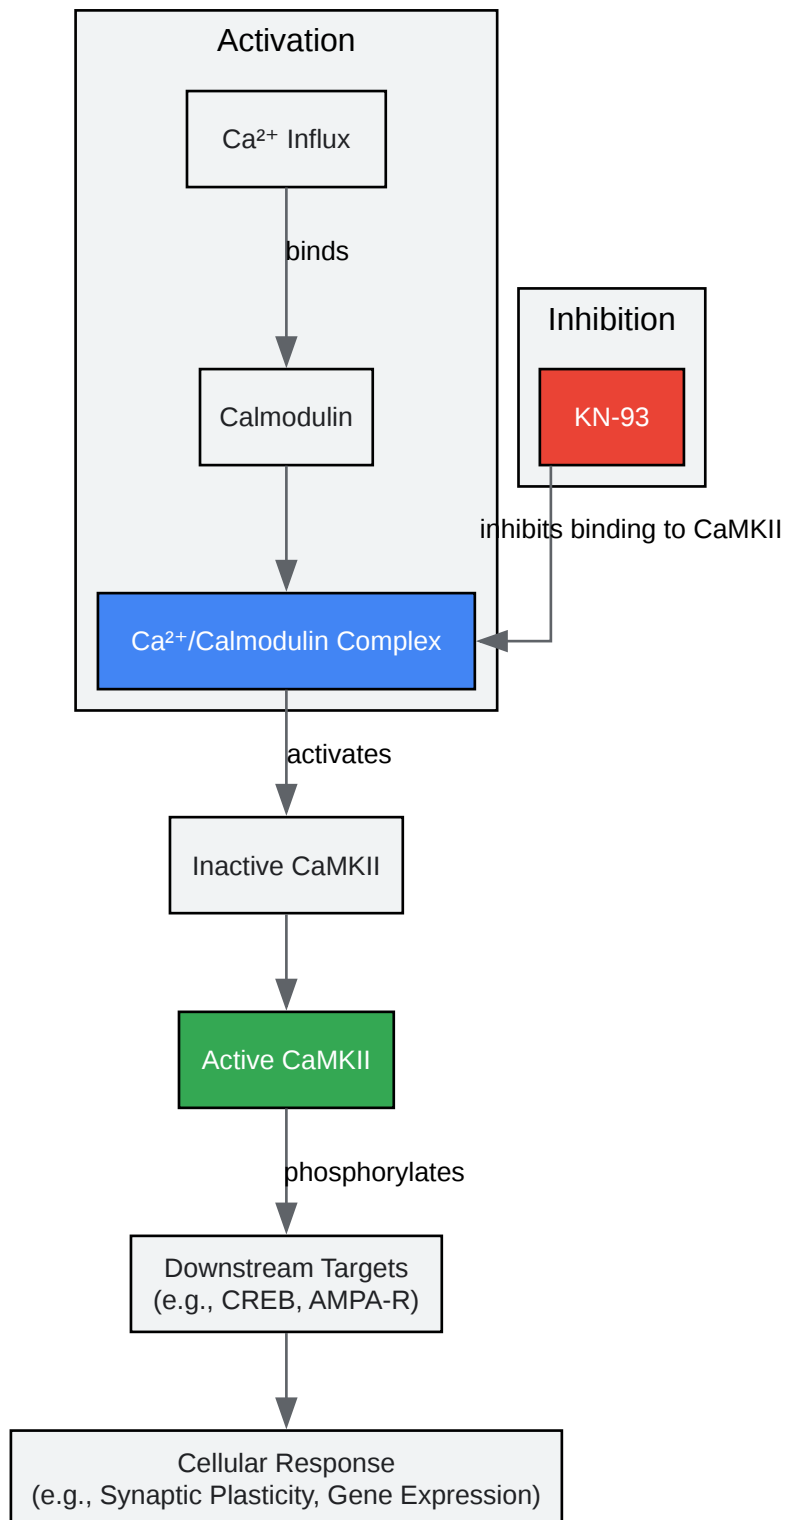 Activation
Ca²⁺ Influx
binds
Inhibition
Calmodulin
KN-93
inhibits binding to CaMKII
Ca²⁺/Calmodulin Complex
activates
Inactive CaMKII
Active CaMKII
phosphorylates
Downstream Targets
(e.g., CREB, AMPA-R)
Cellular Response
(e.g., Synaptic Plasticity, Gene Expression)